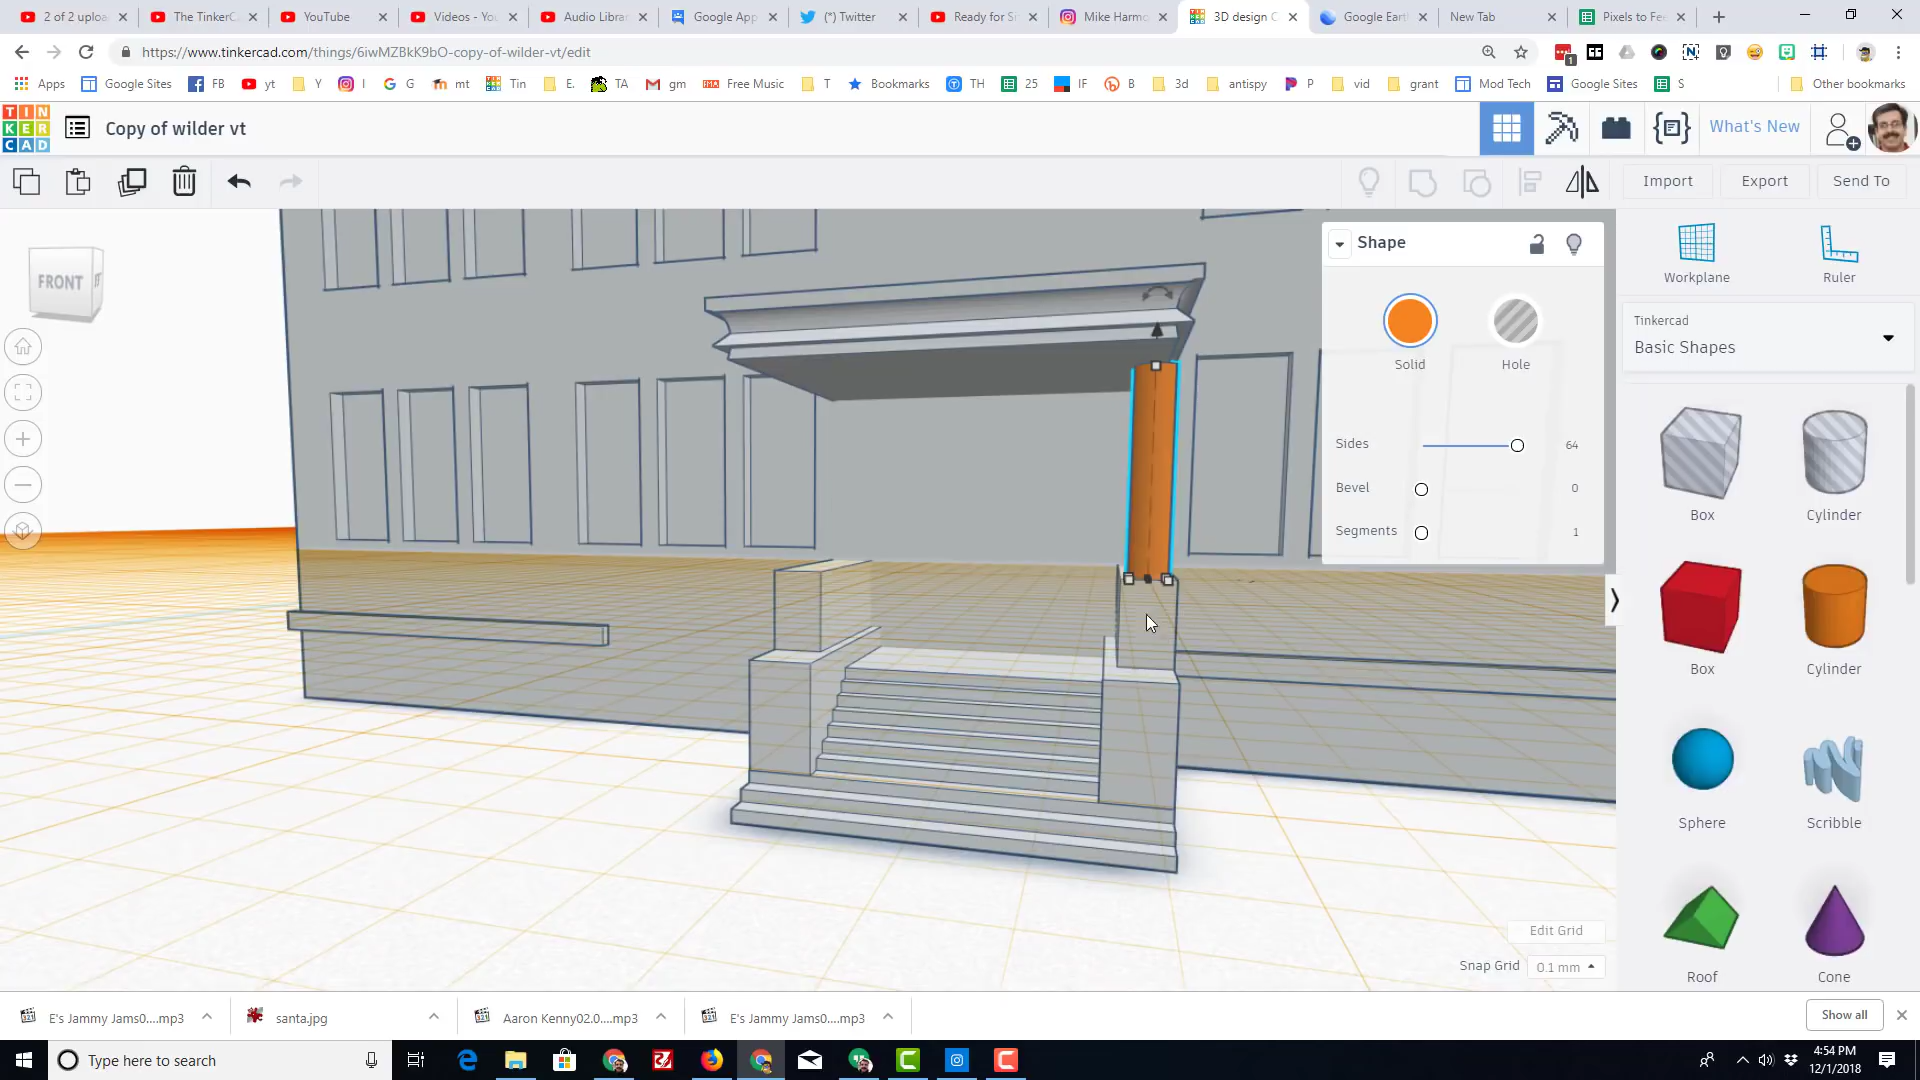 2 of 2 uploa
The TinkerC
YouTube
Videos - You
Audio Libra
Google App
(*) Twitter
Ready for Si
Mike Harmo
3D design C
Google Eart
New Tab
Pixels to Fe
https://www.tinkercad.com/things/6iwMZBkK9bO-copy-of-wilder-vt/edit
Apps
Google Sites
FB
yt
Y
I
G
mt
Tin
E.
TA
gm
Free Music
T
Bookmarks
TH
25
IF
B
3d
antispy
P
vid
grant
Mod Tech
Google Sites
S
Other bookmarks
TIN
KER
CAD
Copy of wilder vt
What's New
Import
Export
Send To
FRONT
Shape
Solid
Hole
Sides
64
Bevel
0
Segments
1
Workplane
Ruler
Tinkercad
Basic Shapes
Box
Cylinder
Box
Cylinder
Sphere
Scribble
Roof
Cone
Edit Grid
Snap Grid
0.1 mm
E's Jammy Jams0....mp3
santa.jpg
Aaron Kenny02.0....mp3
E's Jammy Jams0....mp3
Show all
Type here to search
4:54 PM
12/1/2018